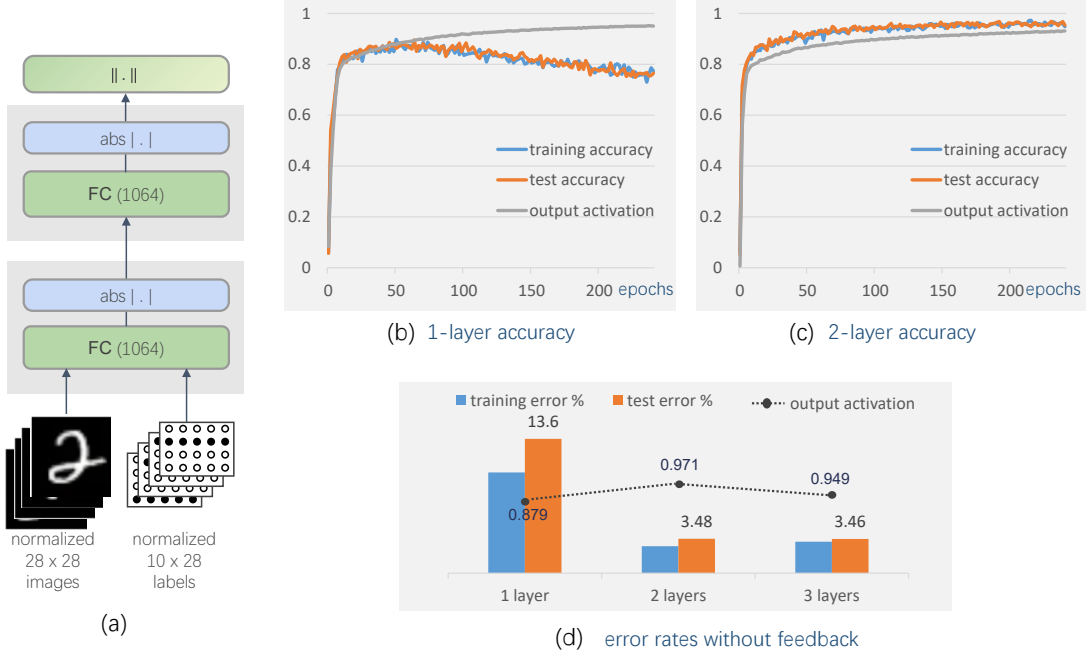 (a)
|| . ||
abs | . |
FC (1064)
abs | . |
FC (1064)
normalized
28 x 28
images
normalized
10 x 28
labels
1
0.8
0.6
0.4
0.2
0
training accuracy
test accuracy
output activation
0
50
100
150
200
epochs
(b) 1-layer accuracy
1
0.8
0.6
0.4
0.2
0
training accuracy
test accuracy
output activation
0
50
100
150
200
epochs
(c) 2-layer accuracy
training error %
test error %
output activation
13.6
0.879
0.971
3.48
0.949
3.46
1 layer
2 layers
3 layers
(d) error rates without feedback